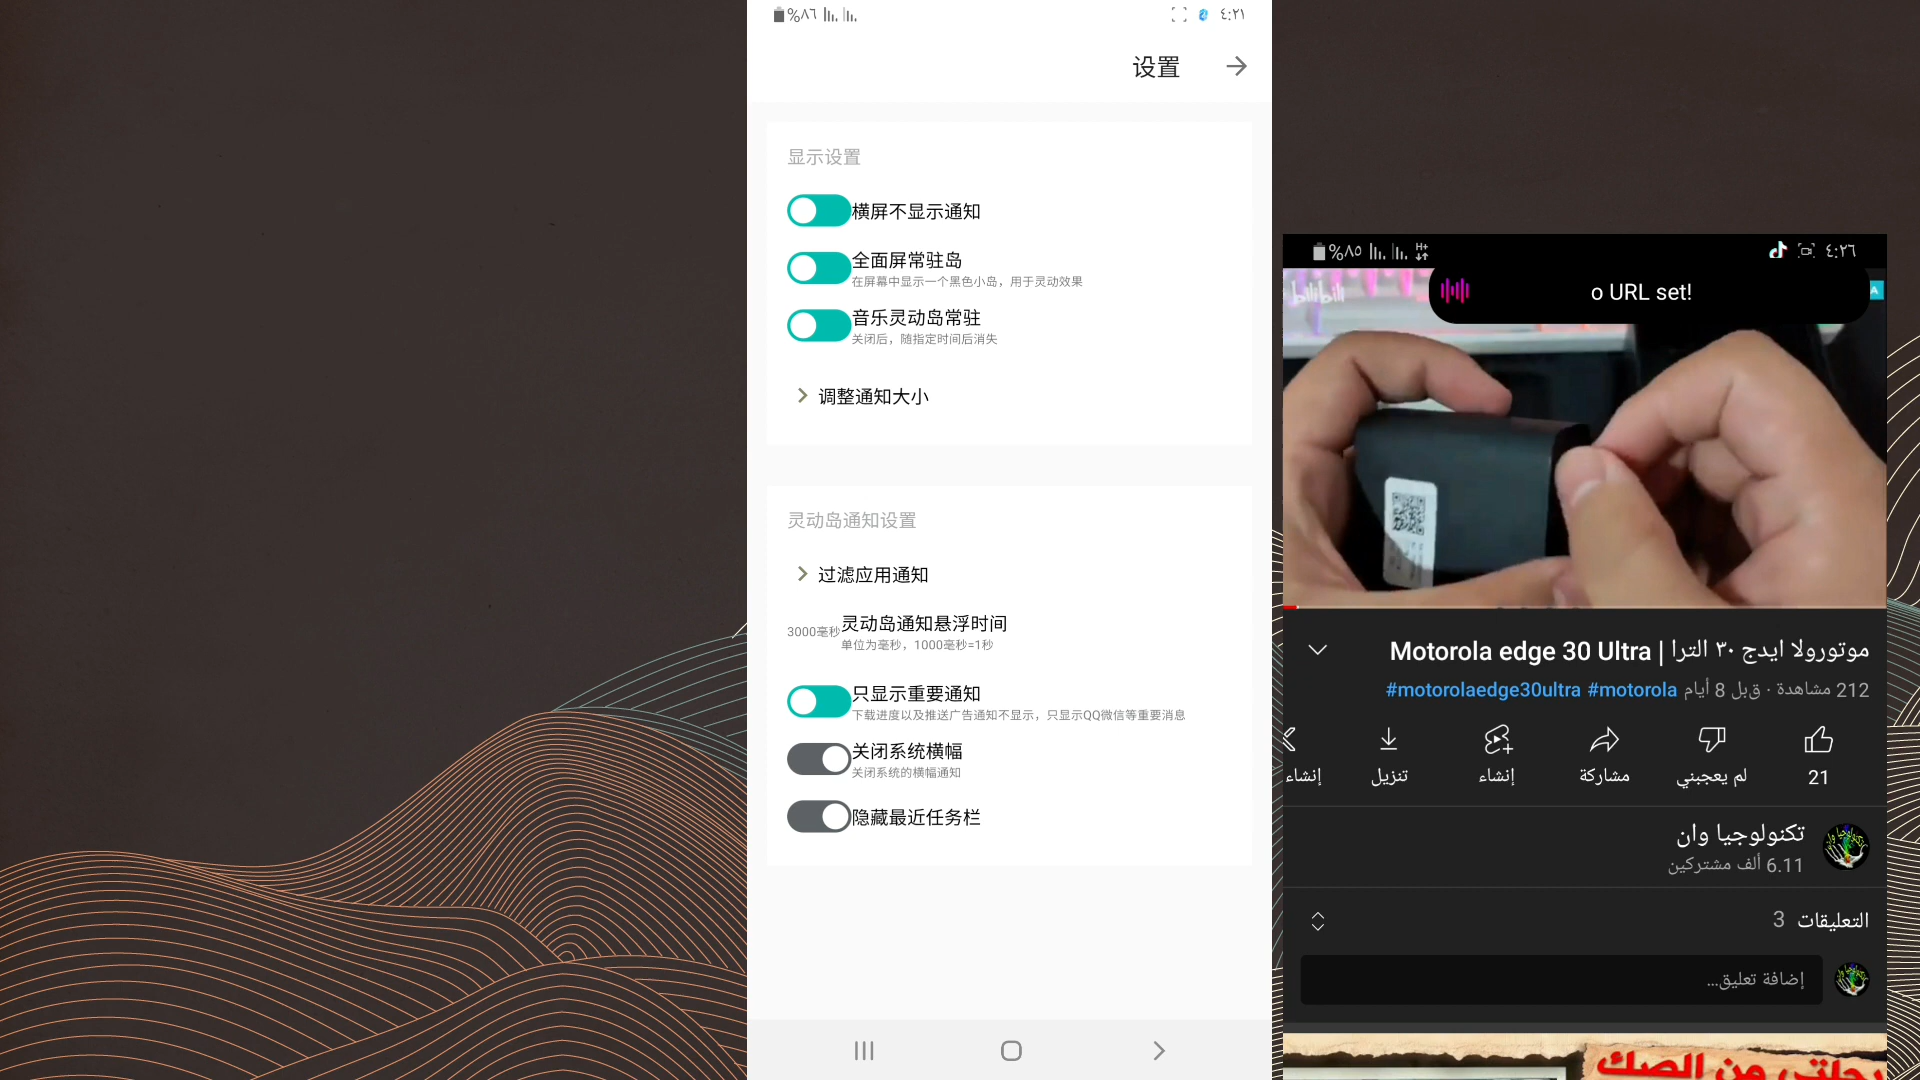 %٨٦
٤:٢١
设置
显示设置
横屏不显示通知
全面屏常驻岛
在屏幕中显示一个黑色小岛，用于灵动效果
音乐灵动岛常驻
关闭后，随指定时间后消失
调整通知大小
灵动岛通知设置
过滤应用通知
灵动岛通知悬浮时间
3000毫秒
单位为毫秒，1000毫秒=1秒
只显示重要通知
下载进度以及推送广告通知不显示，只显示QQ微信等重要消息
关闭系统横幅
关闭系统的横幅通知
隐藏最近任务栏
%٨٥
H+
٤:٢٦
bilibili
o URL set!
موتورولا ايدج ٣٠ الترا | Motorola edge 30 Ultra
212 مشاهدة · قبل 8 أيام #motorolaedge30ultra #motorola
21
لم يعجبني
مشاركة
إنشاء
تنزيل
إنشاء
تكنولوجيا وان
6.11 ألف مشتركين
التعليقات 3
إضافة تعليق...
رحلتي من الصك